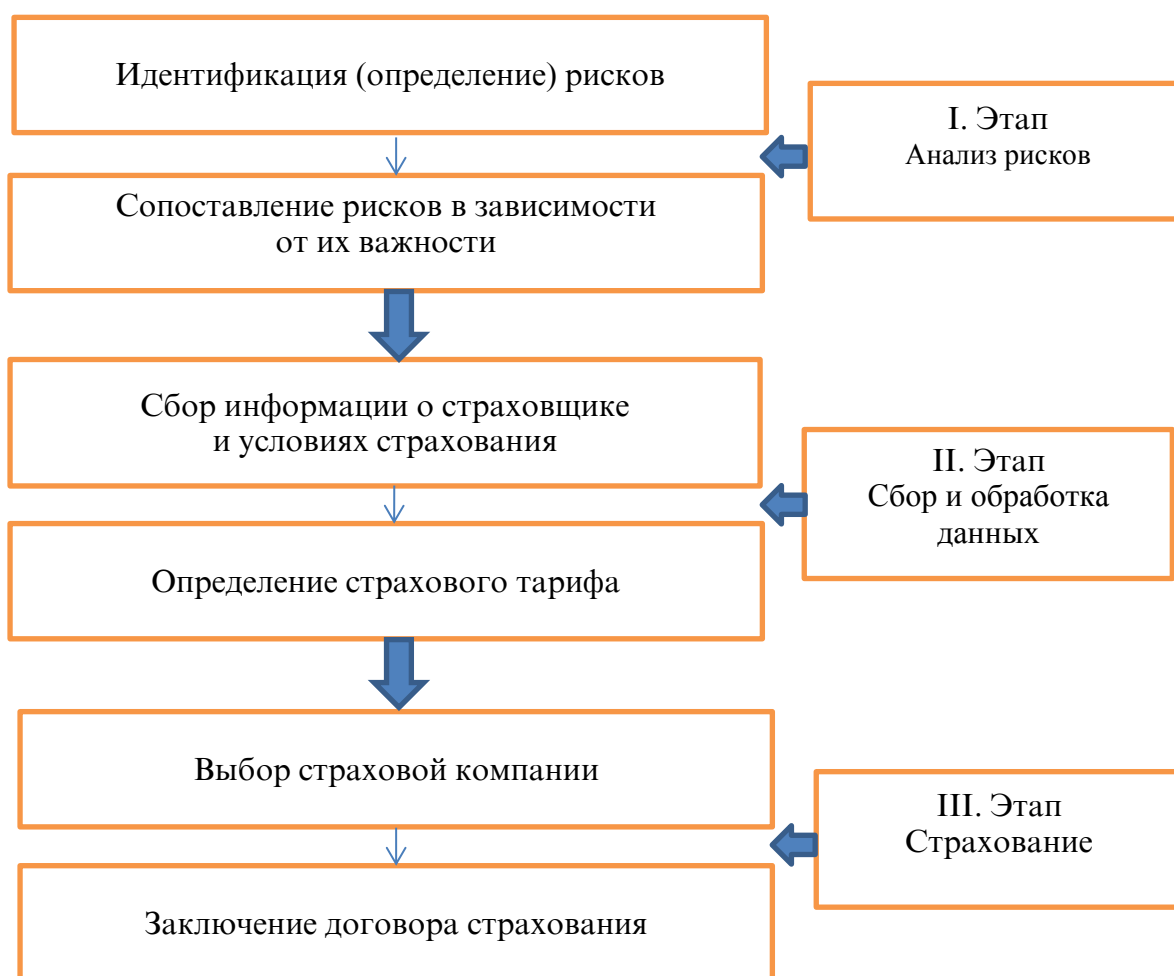 Идентификация (определение) рисков
I. Этап
Анализ рисков
Сопоставление рисков в зависимости
от их важности
Сбор информации о страховщике
и условиях страхования
II. Этап
Сбор и обработка
данных
Определение страхового тарифа
Выбор страховой компании
III. Этап
Страхование
Заключение договора страхования